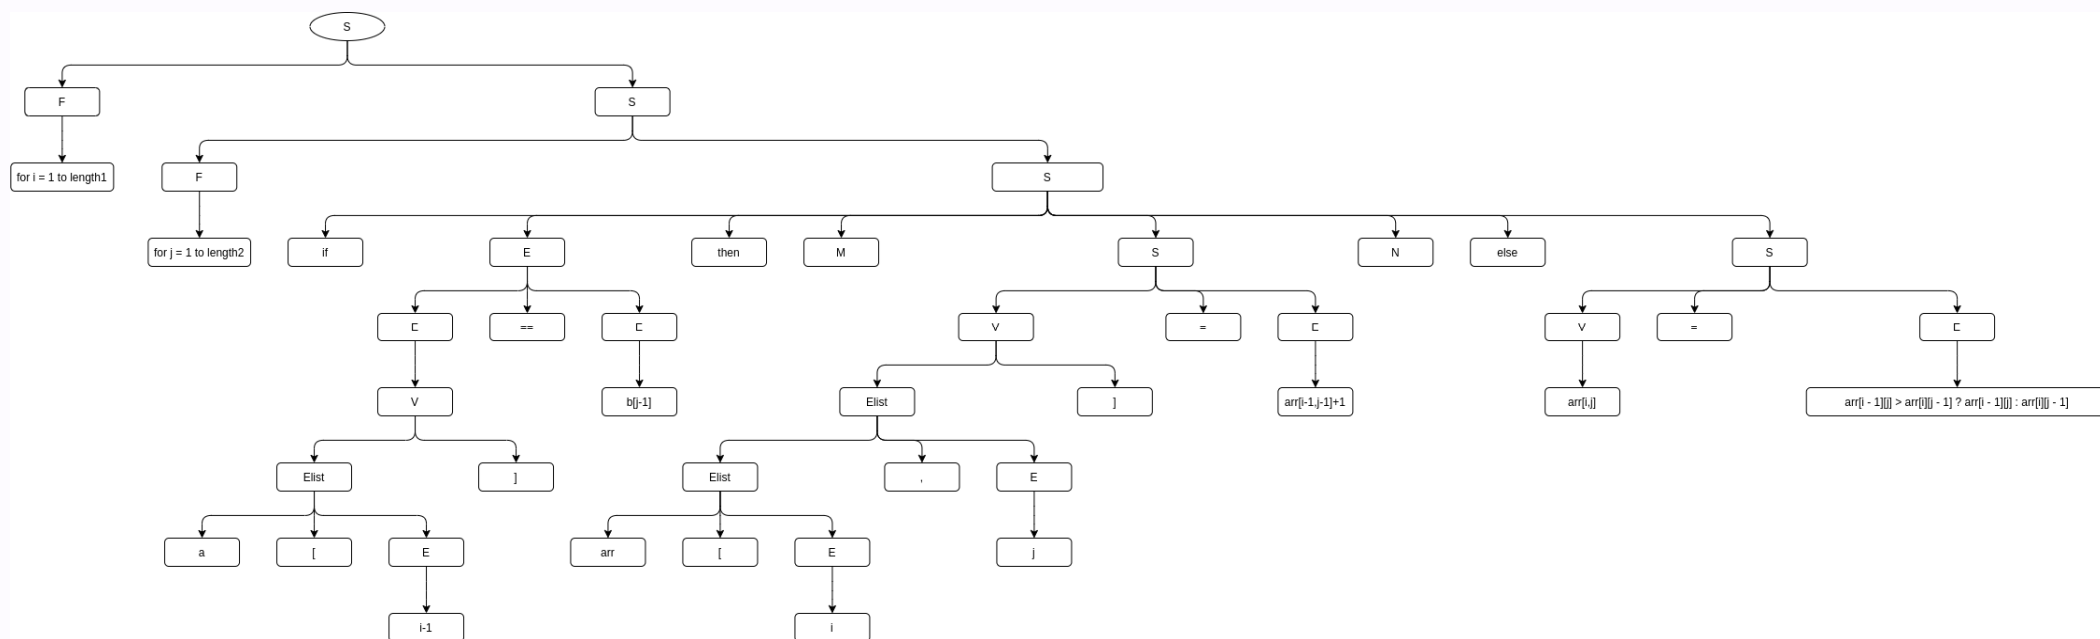 S
F
S
for i = 1 to length1
F
S
for j = 1 to length2
if
E
then
M
S
N
else
S
E
==
E
V
=
E
V
=
E
V
b[j-1]
Elist
]
arr[i-1,j-1]+1
arr[i,j]
arr[i - 1][j] > arr[i][j - 1] ? arr[i - 1][j] : arr[i][j - 1]
Elist
]
Elist
,
E
a
[
E
arr
[
E
j
i-1
i